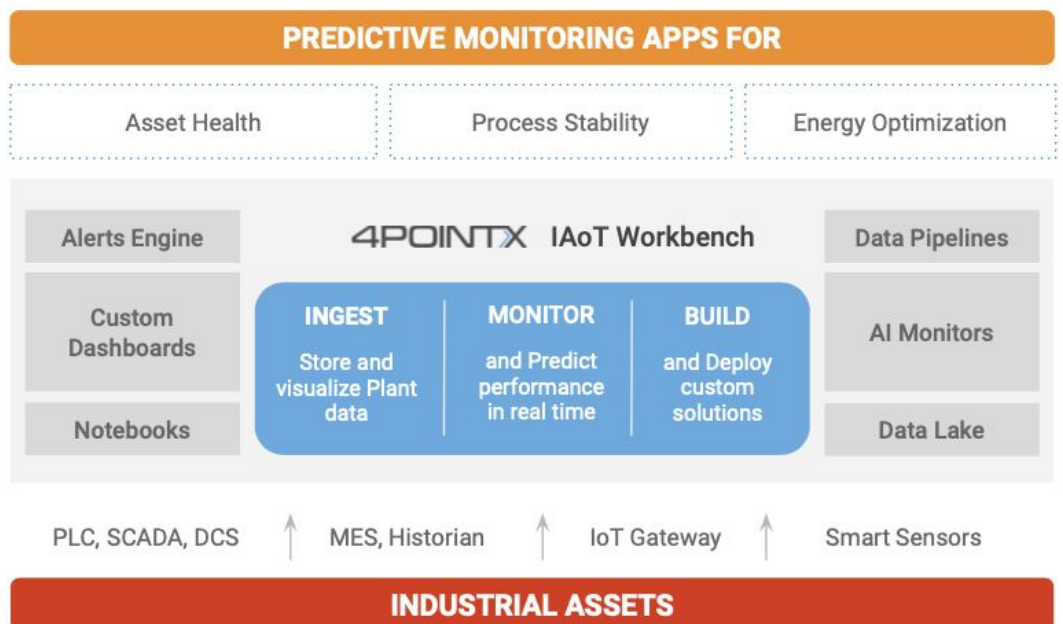 PREDICTIVE MONITORING APPS FOR
Asset Health
Process Stability
Energy Optimization
Alerts Engine
Custom
Dashboards
Notebooks
4POINTX IAoT Workbench
INGEST
Store and
visualize Plant
data
MONITOR
and Predict
performance
in real time
BUILD
and Deploy
custom
solutions
Data Pipelines
AI Monitors
Data Lake
PLC, SCADA, DCS
MES, Historian
IoT Gateway
Smart Sensors
INDUSTRIAL ASSETS